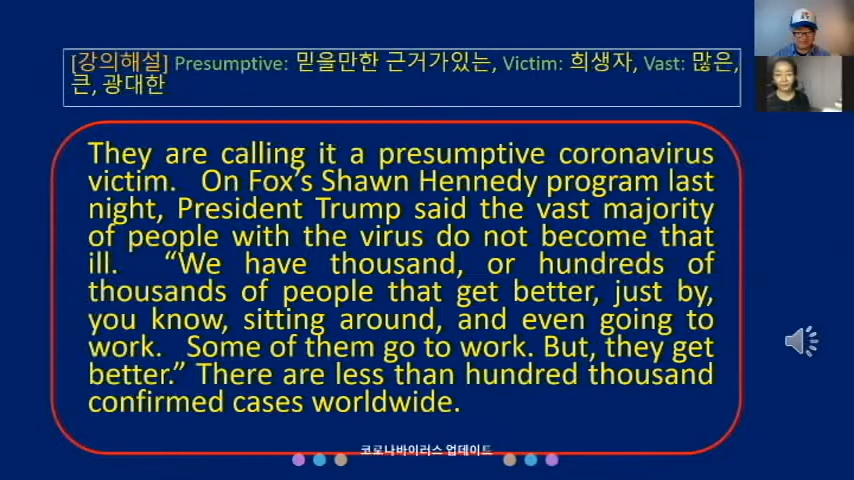 [강의해설] Presumptive: 믿을만한 근거가있는, Victim: 희생자, Vast: 많은,
큰, 광대한
They are calling it a presumptive coronavirus
victim. On Fox's Shawn Hennedy program last
night, President Trump said the vast majority
of people with the virus do not become that
ill. “We have thousand, or hundreds of
thousands of people that get better, just by,
you know, sitting around, and even going to
work. Some of them go to work. But, they get
better.” There are less than hundred thousand
confirmed cases worldwide.
코로나바이러스 업데이트